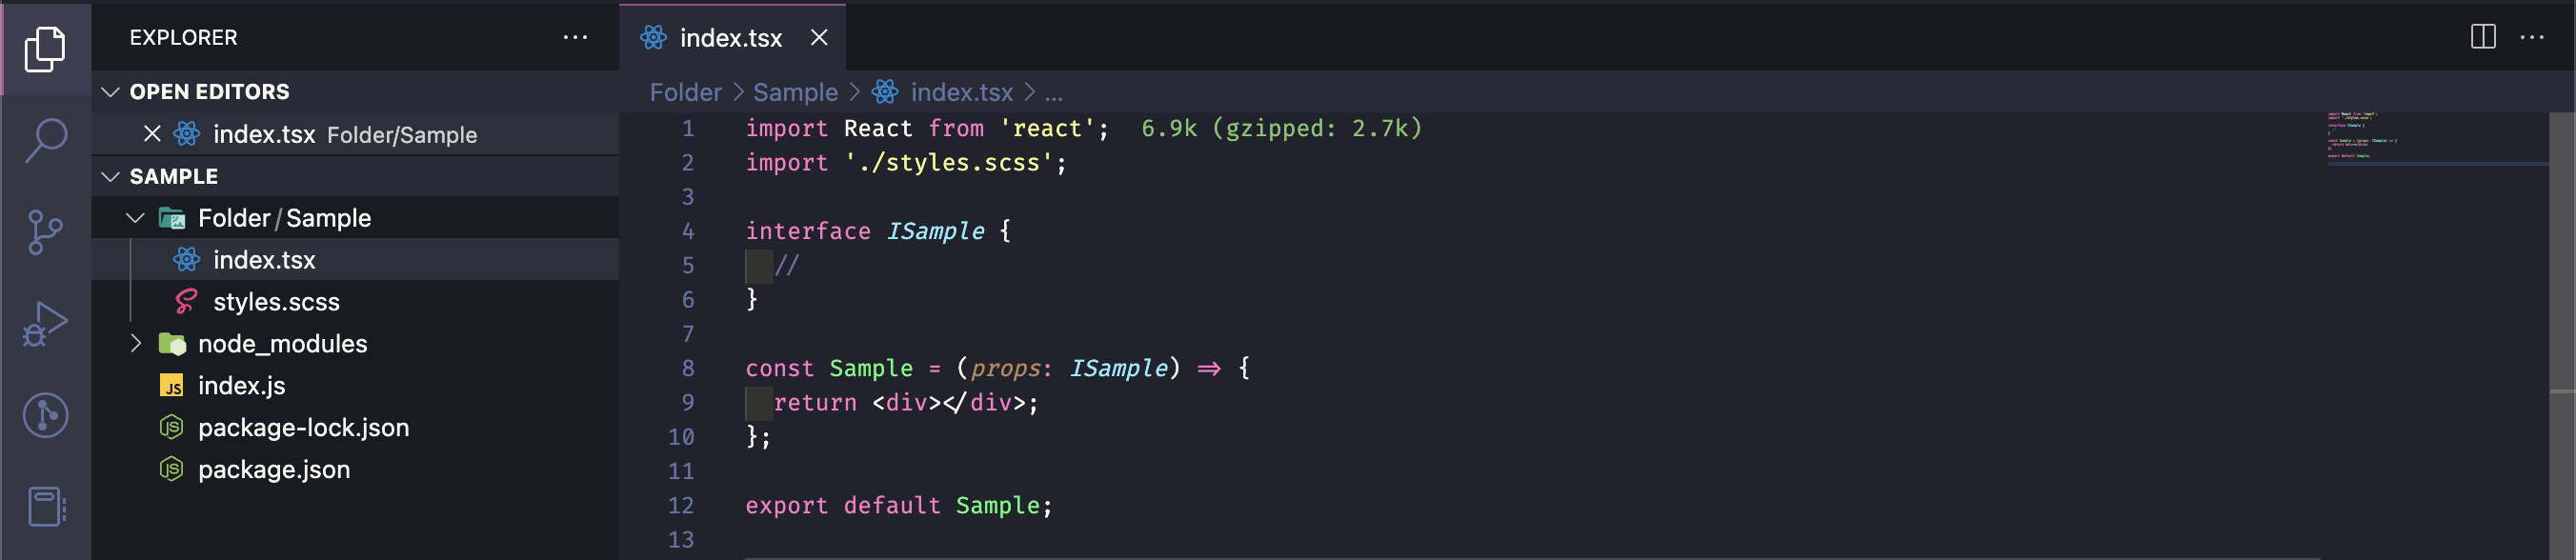 EXPLORER
OPEN EDITORS
index.tsx Folder/Sample
SAMPLE
Folder/Sample
index.tsx
styles.scss
node_modules
JS index.js
JS package-lock.json
JS package.json
index.tsx
Folder > Sample > index.tsx > ...
1 import React from 'react'; 6.9k (gzipped: 2.7k)
2 import './styles.scss';
3
4 interface ISample {
5 //
6 }
7
8 const Sample = (props: ISample) => {
9 return <div></div>;
10 };
11
12 export default Sample;
13